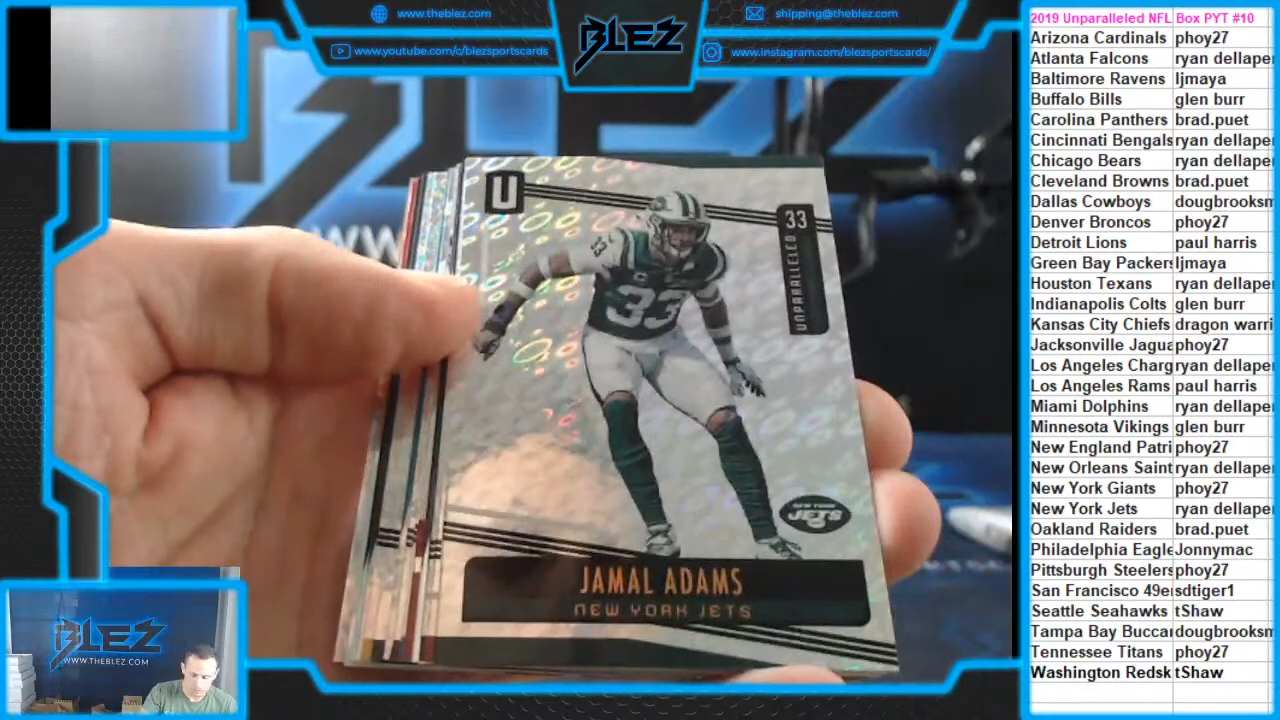 www.theblez.com
shipping@theblez.com
www.youtube.com/c/blezsportscards
BLEZ
www.instagram.com/blezsportscards/
U
33
UNPARALLELED
33
JAMAL ADAMS
NEW YORK JETS
NEW YORK
JETS
BLEZ
WWW.THEBLEZ.COM
2019 Unparalleled NFL Box PYT #10
Arizona Cardinals phoy27
Atlanta Falcons ryan dellape
Baltimore Ravens ljmaya
Buffalo Bills glen burr
Carolina Panthers brad.puet
Cincinnati Bengals ryan dellape
Chicago Bears ryan dellape
Cleveland Browns brad.puet
Dallas Cowboys dougbrooksm
Denver Broncos phoy27
Detroit Lions paul harris
Green Bay Packers ljmaya
Houston Texans ryan dellape
Indianapolis Colts glen burr
Kansas City Chiefs dragon warri
Jacksonville Jagua phoy27
Los Angeles Charg ryan dellape
Los Angeles Rams paul harris
Miami Dolphins ryan dellape
Minnesota Vikings glen burr
New England Patri phoy27
New Orleans Saint ryan dellape
New York Giants phoy27
New York Jets ryan dellape
Oakland Raiders brad.puet
Philadelphia Eagle Jonnymac
Pittsburgh Steelers phoy27
San Francisco 49e sdtiger1
Seattle Seahawks tShaw
Tampa Bay Bucca dougbrooksm
Tennessee Titans phoy27
Washington Redsk tShaw